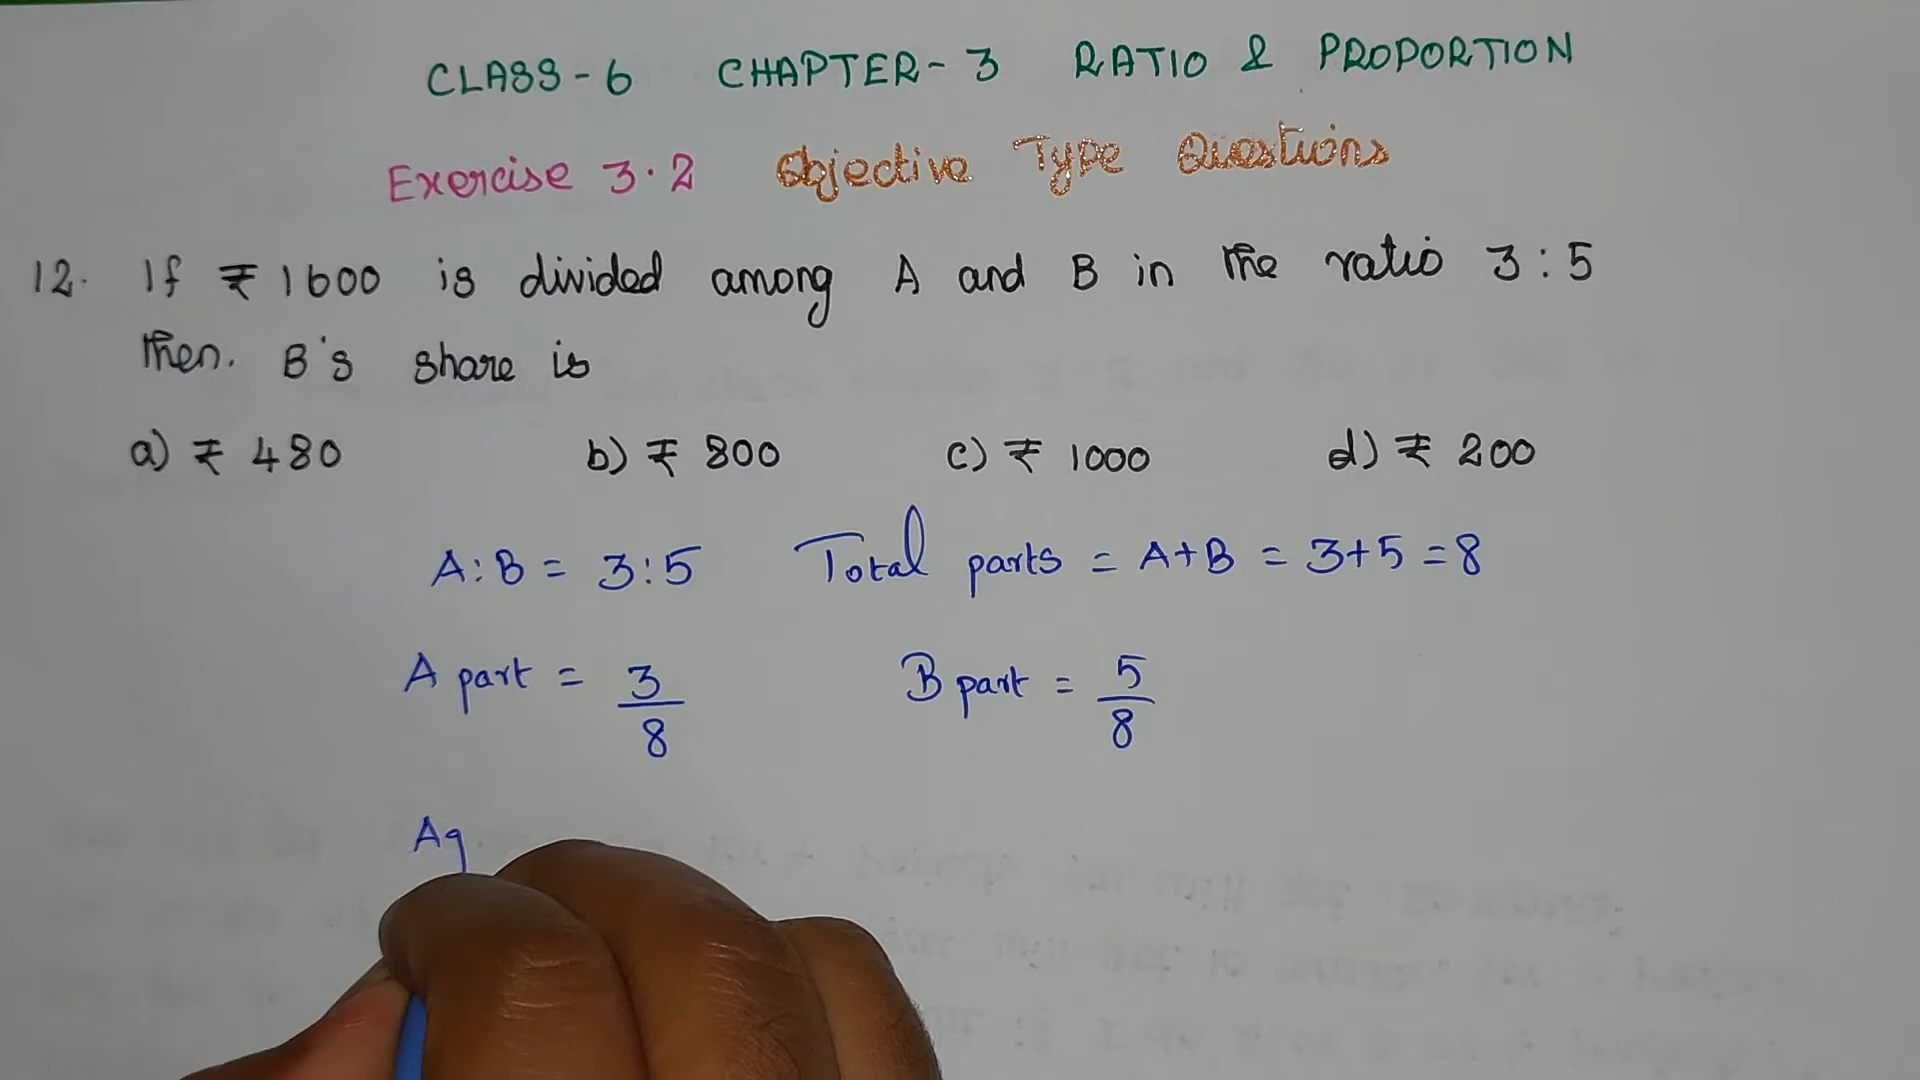 CLASS-6 CHAPTER-3 RATIO & PROPORTION
Exercise 3.2 Objective Type Questions
12. If ₹ 1600 is divided among A and B in the ratio 3:5
then. B's share is
a) ₹ 480 b) ₹ 800 c) ₹ 1000 d) ₹ 200
A:B = 3:5 Total parts = A+B = 3+5 = 8
A part = 3/8 B part = 5/8
Ag